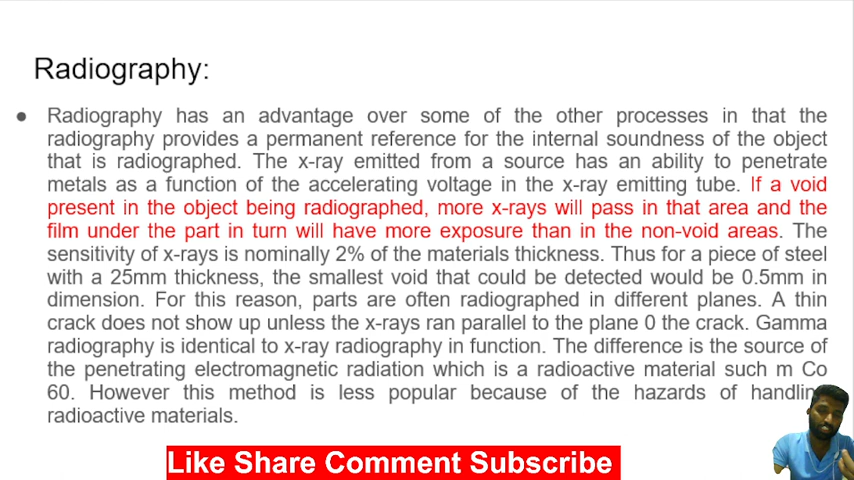 Radiography:
● Radiography has an advantage over some of the other processes in that the
radiography provides a permanent reference for the internal soundness of the object
that is radiographed. The x-ray emitted from a source has an ability to penetrate
metals as a function of the accelerating voltage in the x-ray emitting tube. If a void
present in the object being radiographed, more x-rays will pass in that area and the
film under the part in turn will have more exposure than in the non-void areas. The
sensitivity of x-rays is nominally 2% of the materials thickness. Thus for a piece of steel
with a 25mm thickness, the smallest void that could be detected would be 0.5mm in
dimension. For this reason, parts are often radiographed in different planes. A thin
crack does not show up unless the x-rays ran parallel to the plane 0 the crack. Gamma
radiography is identical to x-ray radiography in function. The difference is the source of
the penetrating electromagnetic radiation which is a radioactive material such m Co
60. However this method is less popular because of the hazards of handling
radioactive materials.
Like Share Comment Subscribe